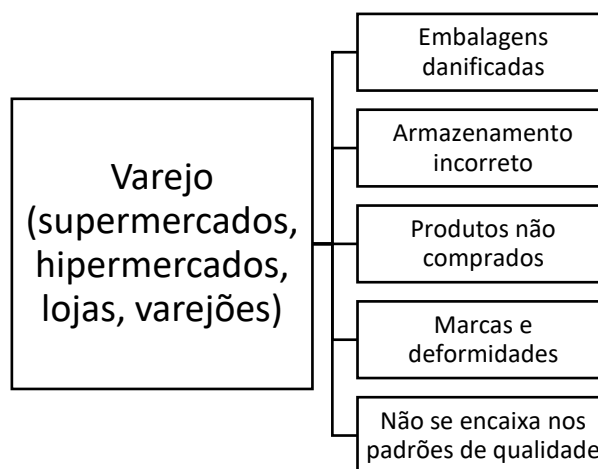 Varejo
(supermercados,
hipermercados,
lojas, varejões)
Embalagens
danificadas
Armazenamento
incorreto
Produtos não
comprados
Marcas e
deformidades
Não se encaixa nos
padrões de qualidade